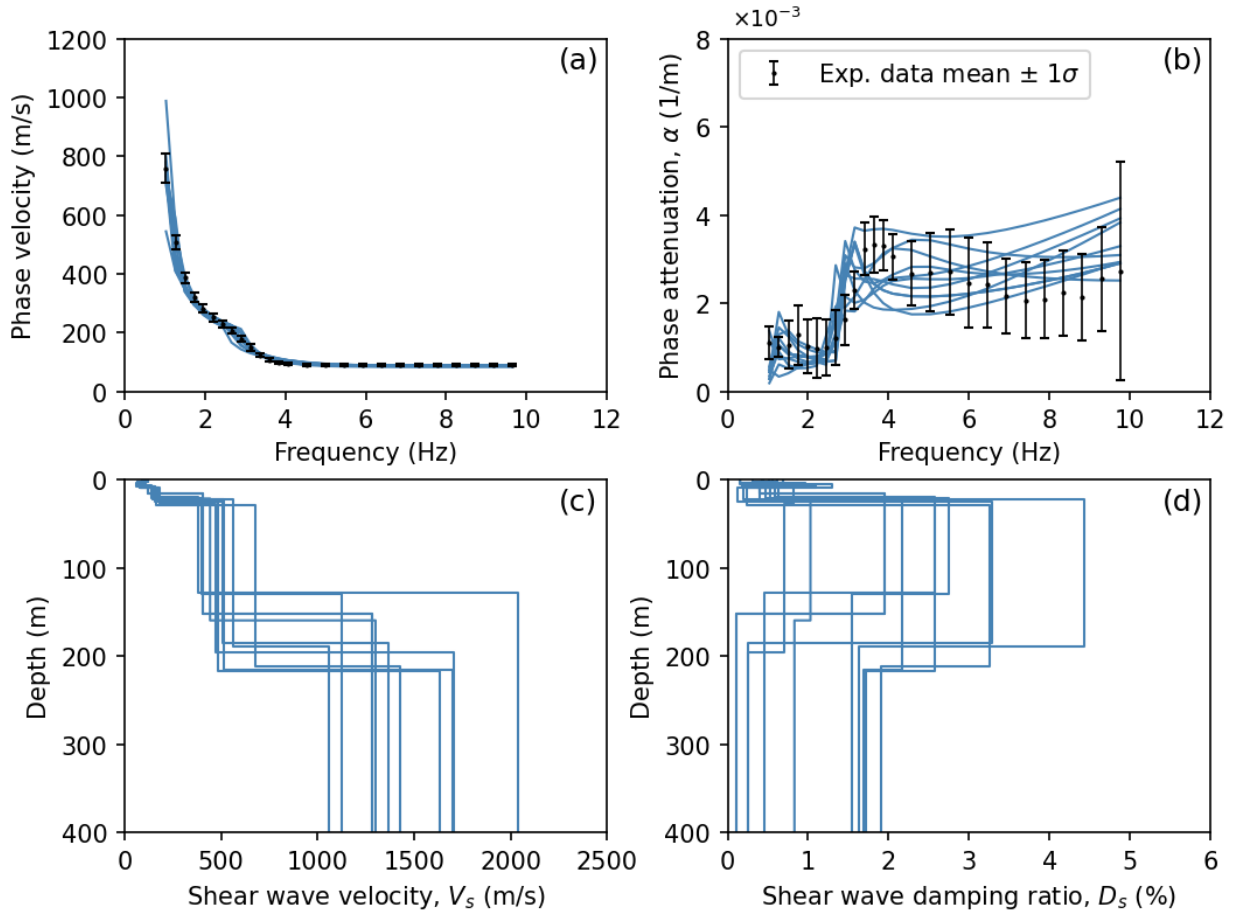 ×10⁻³
1200
1000
800
600
400
200
0
0 2 4 6 8 10 12
Phase velocity (m/s)
Frequency (Hz)
(a)
8
6
4
2
0
0 2 4 6 8 10 12
Phase attenuation, α (1/m)
Frequency (Hz)
Exp. data mean ± 1σ
(b)
0
100
200
300
400
0 500 1000 1500 2000 2500
Depth (m)
Shear wave velocity, Vₛ (m/s)
(c)
0
100
200
300
400
0 1 2 3 4 5 6
Depth (m)
Shear wave damping ratio, Dₛ (%)
(d)